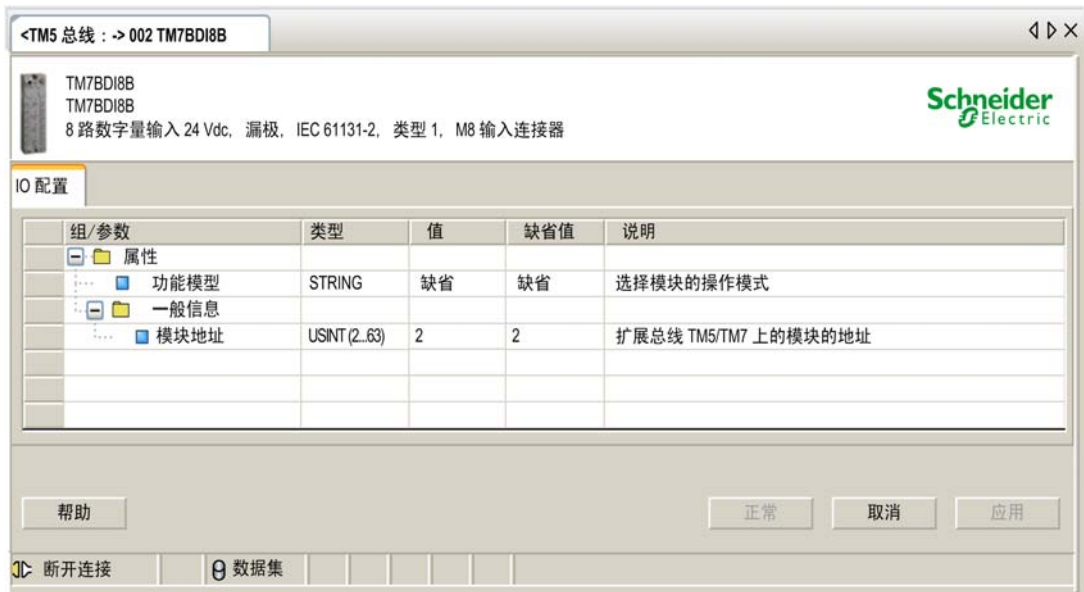 <TM5 总线：-> 002 TM7BDI8B
TM7BDI8B
TM7BDI8B
8 路数字量输入 24 Vdc, 漏极, IEC 61131-2, 类型 1, M8 输入连接器
Schneider
Electric
IO 配置
组/参数 类型 值 缺省值 说明
属性
功能模型 STRING 缺省 缺省 选择模块的操作模式
一般信息
模块地址 USINT (2...63) 2 2 扩展总线 TM5/TM7 上的模块的地址
帮助 正常 取消 应用
断开连接 数据集